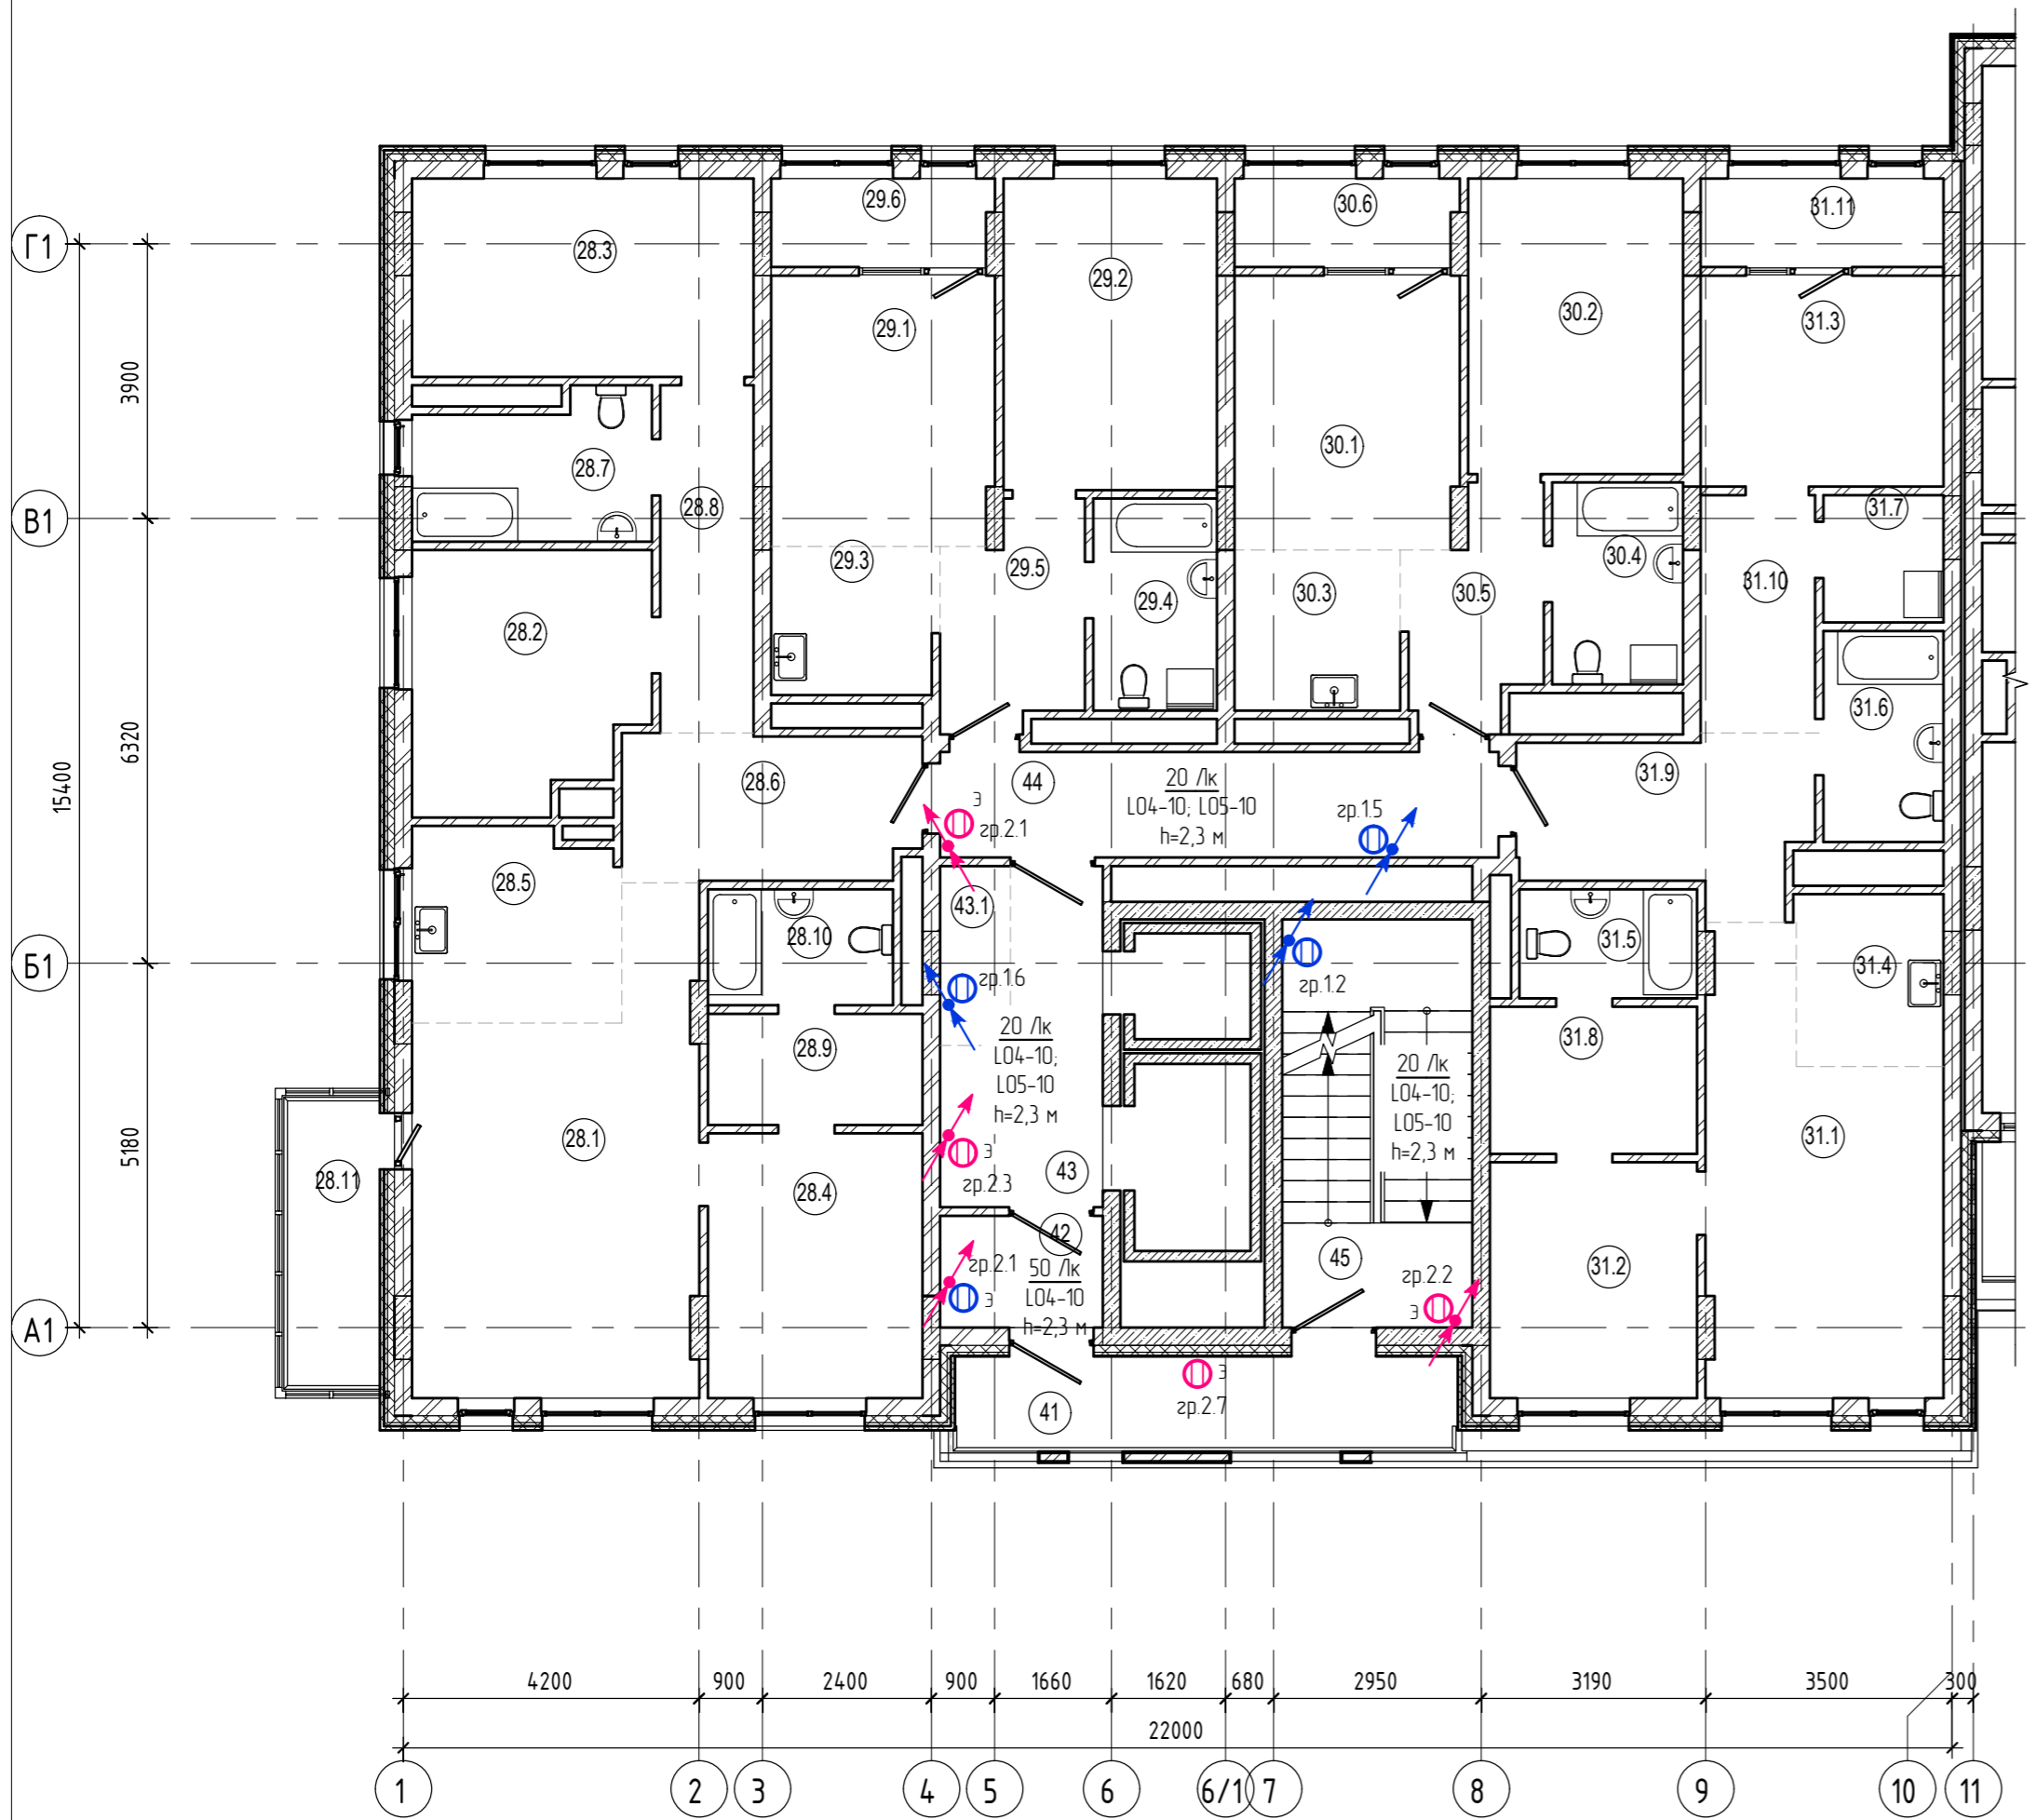 29.6
30.6
31.11
Г1
28.3
29.2
30.2
31.3
29.1
3900
30.1
28.7
28.8
31.7
В1
29.3
29.5
30.4
29.4
30.3
30.5
31.10
28.2
31.6
6320
15400
28.6
44
20 Лк
L04-10; L05-10
h=2,3 м
31.9
э
гр.2.1
гр.1.5
28.5
43.1
28.10
31.5
Б1
31.4
гр.1.6
гр.1.2
20 Лк
L04-10;
L05-10
h=2,3 м
28.9
31.8
20 Лк
L04-10;
L05-10
h=2,3 м
5180
28.1
31.1
э
гр.2.3
43
28.11
28.4
42
45
31.2
гр.2.1
э
50 Лк
L04-10
h=2,3 м
гр.2.2
э
А1
э
гр.2.7
41
4200 900 2400 900 1660 1620 680 2950 3190 3500 300
22000
1 2 3 4 5 6 6/1 7 8 9 10 11